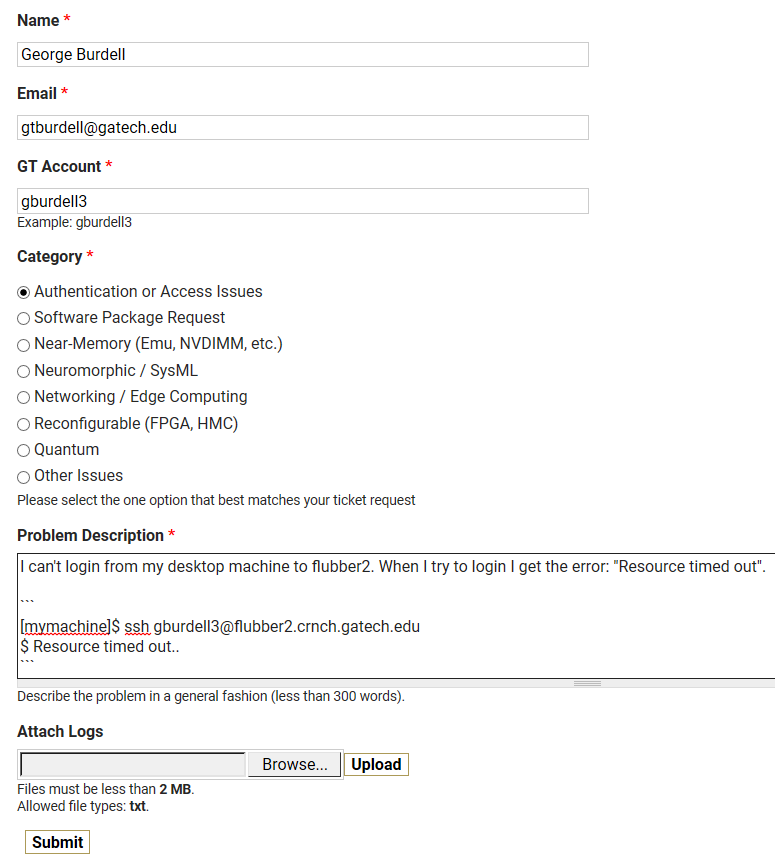 Name *
George Burdell
Email *
gtburdell@gatech.edu
GT Account *
gburdell3
Example: gburdell3
Category *
Authentication or Access Issues
Software Package Request
Near-Memory (Emu, NVDIMM, etc.)
Neuromorphic / SysML
Networking / Edge Computing
Reconfigurable (FPGA, HMC)
Quantum
Other Issues
Please select the one option that best matches your ticket request
Problem Description *
I can't login from my desktop machine to flubber2. When I try to login I get the error: "Resource timed out".
```
[mymachine]$ ssh gburdell3@flubber2.crnch.gatech.edu
$ Resource timed out..
```
Describe the problem in a general fashion (less than 300 words).
Attach Logs
Browse... Upload
Files must be less than 2 MB.
Allowed file types: txt.
Submit